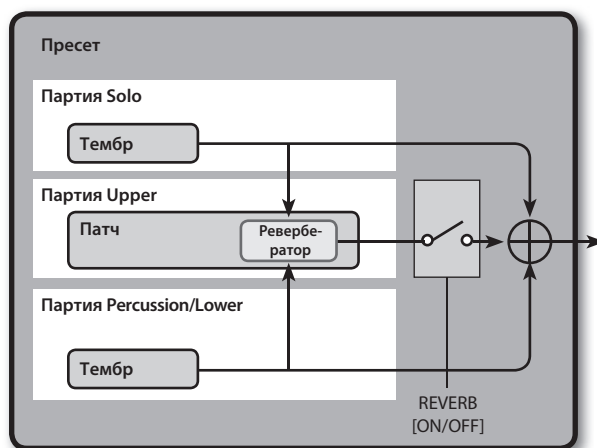 Пресет
Партия Solo
Тембр
Партия Upper
Патч
Ревербе-
ратор
Партия Percussion/Lower
Тембр
REVERB
[ON/OFF]